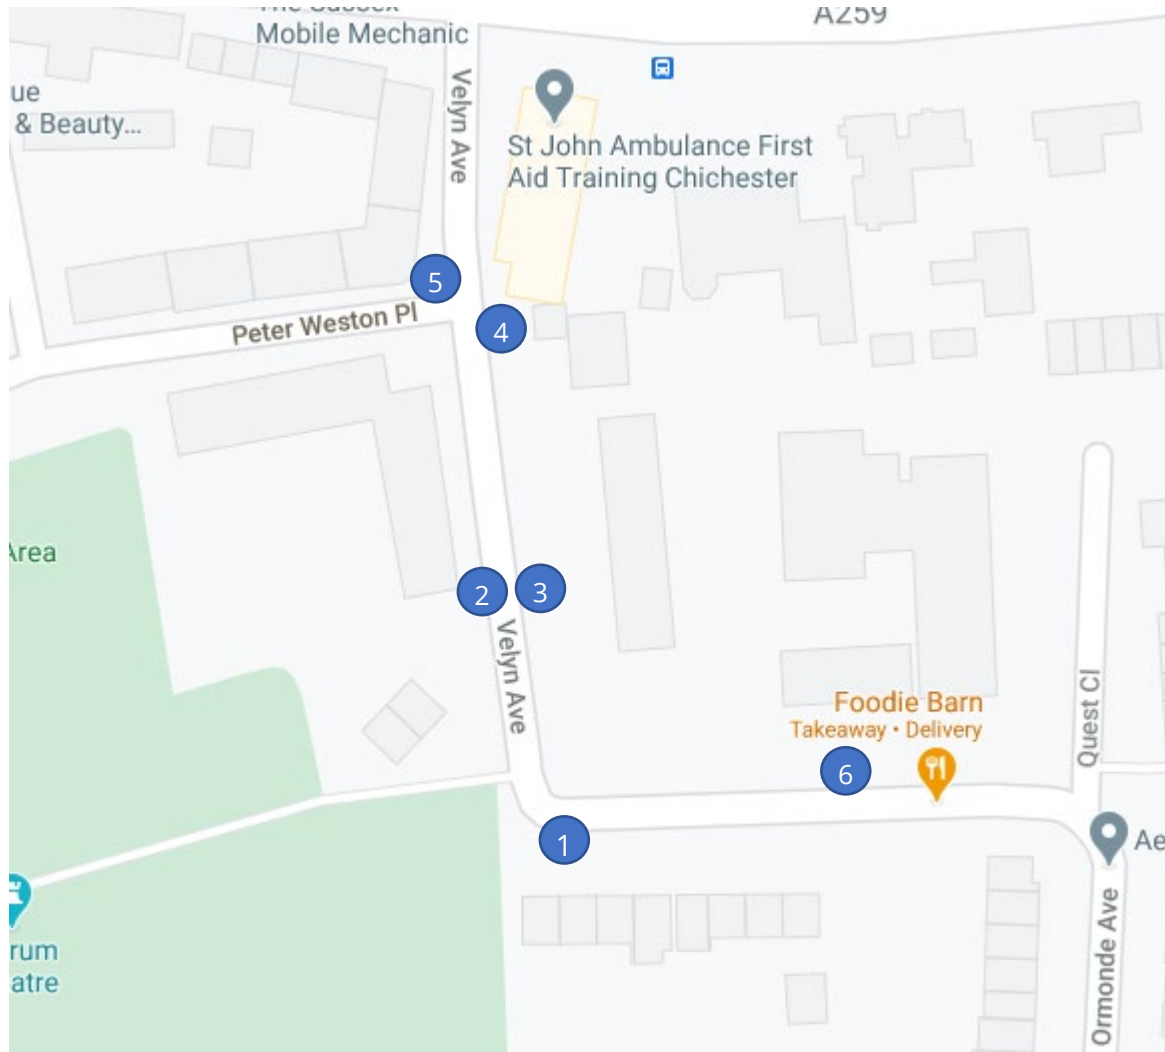 A259
Mobile Mechanic
ue
& Beauty...
Velyn Ave
St John Ambulance First
Aid Training Chichester
5
4
Peter Weston Pl
Area
2
3
Velyn Ave
Foodie Barn
Takeaway • Delivery
6
Quest Cl
1
Ae
Ormonde Ave
rum
atre